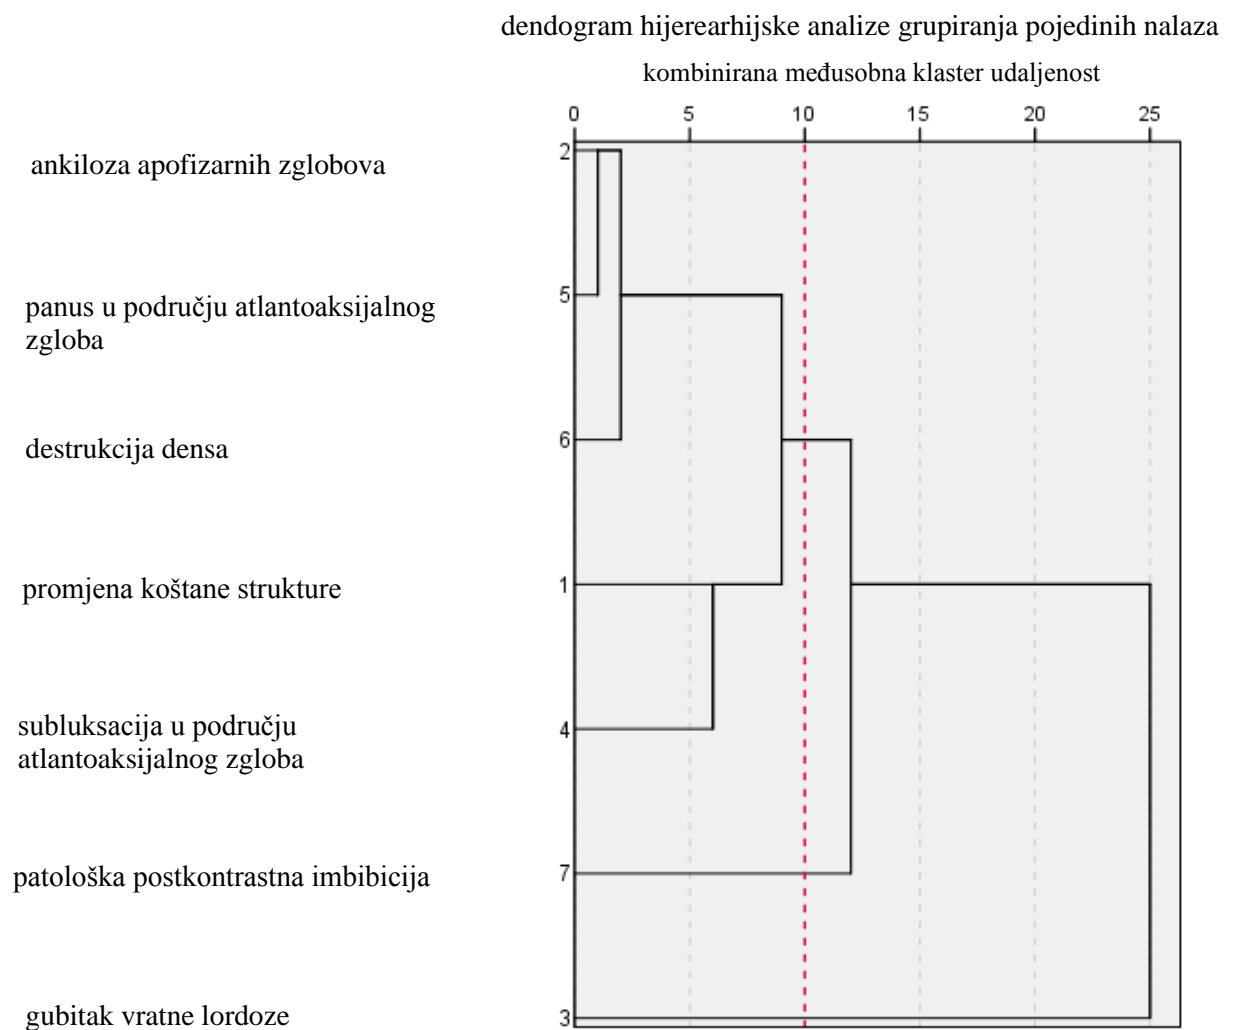 dendogram hijerearhijske analize grupiranja pojedinih nalaza
kombinirana međusobna klaster udaljenost
0 5 10 15 20 25
ankiloza apofizarnih zglobova
2
panus u području atlantoaksijalnog
zgloba
5
destrukcija densa
6
promjena koštane strukture
1
subluksacija u području
atlantoaksijalnog zgloba
4
patološka postkontrastna imbibicija
7
gubitak vratne lordoze
3